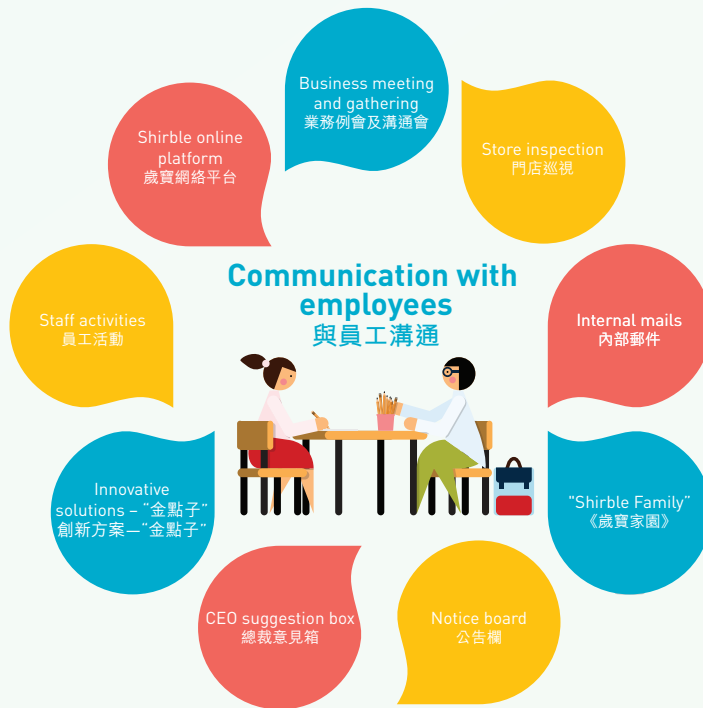 Business meeting
and gathering
業務例會及溝通會
Shirble online
platform
歲寶網絡平台
Store inspection
門店巡視
Communication with
employees
與員工溝通
Staff activities
員工活動
Internal mails
內部郵件
Innovative
solutions – “金點子”
創新方案—“金點子”
"Shirble Family”
《歲寶家園》
CEO suggestion box
總裁意見箱
Notice board
公告欄